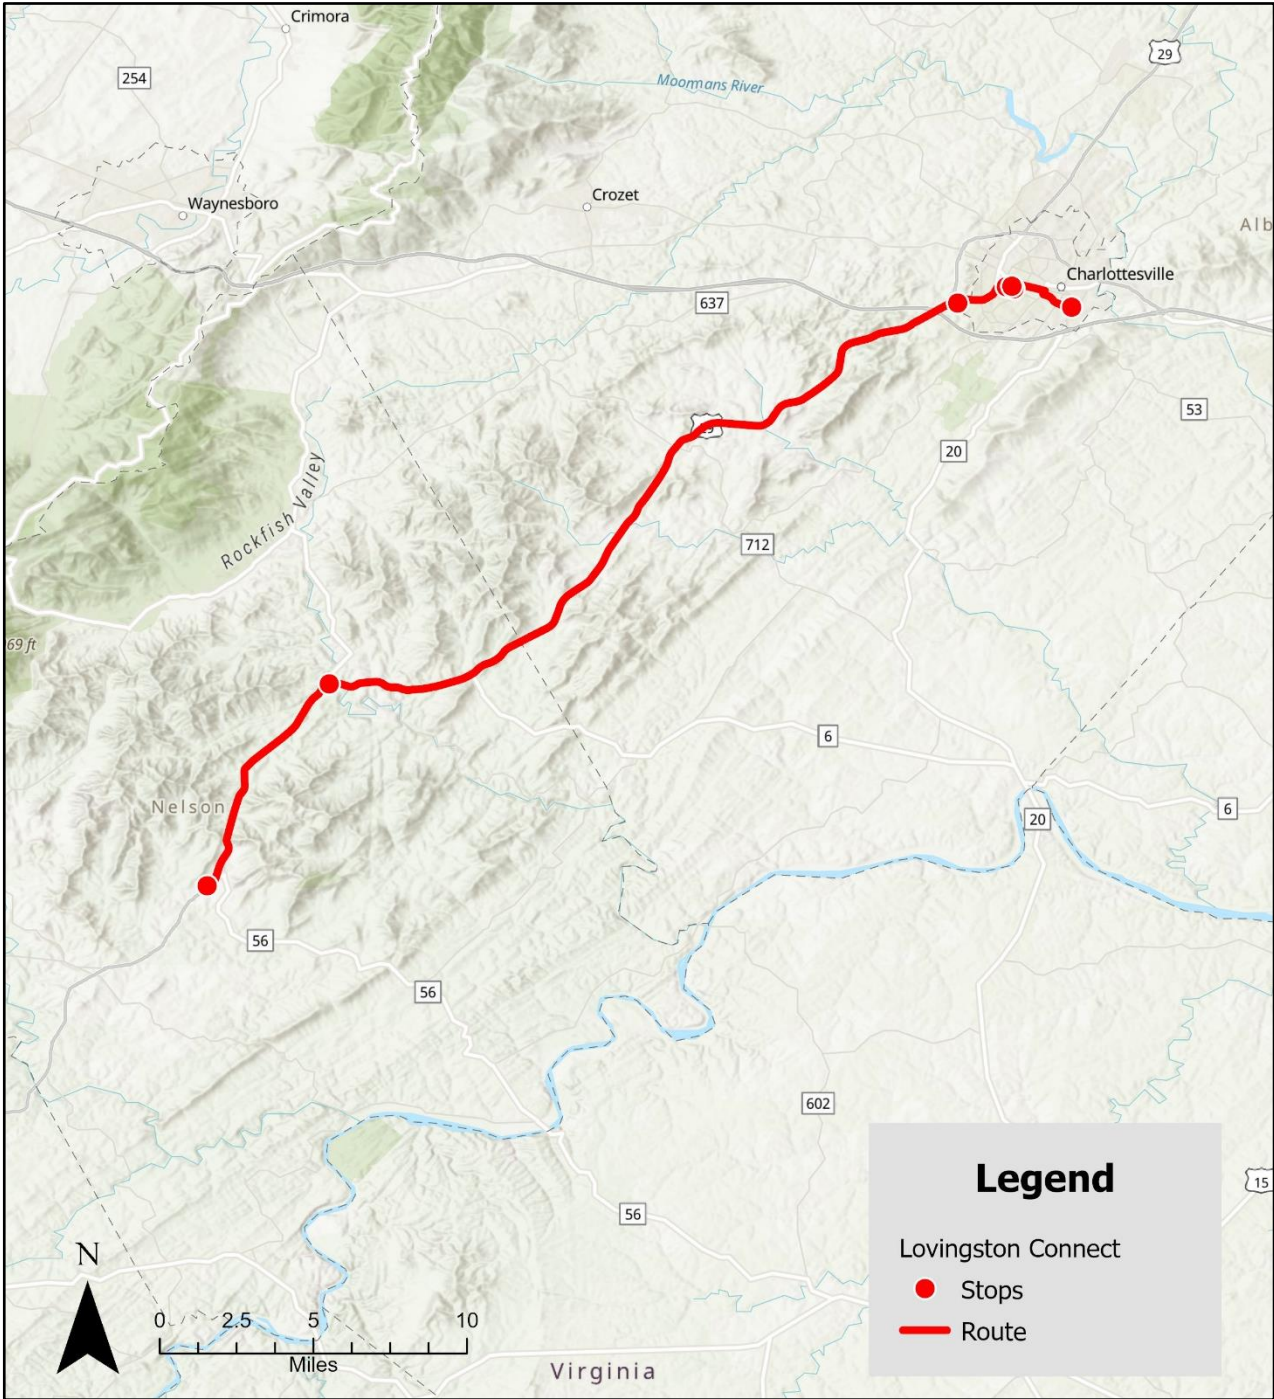 Crimora
29
254
Moormans River
Crozet
Waynesboro
Alb
Charlottesville
637
53
29
20
Rockfish Valley
712
69 ft
6
Nelson
6
20
56
56
602
15
56
N
0 2.5 5 10
Miles
Virginia
Legend
Lovingston Connect
Stops
Route